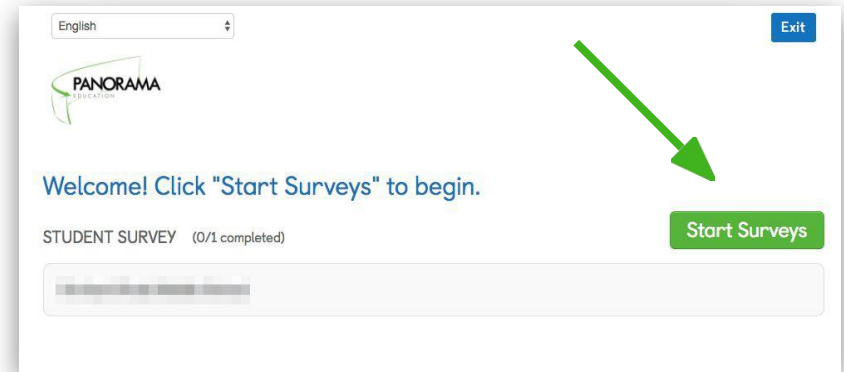 English
Exit
PANORAMA
EDUCATION
Welcome! Click "Start Surveys" to begin.
STUDENT SURVEY (0/1 completed)
Start Surveys